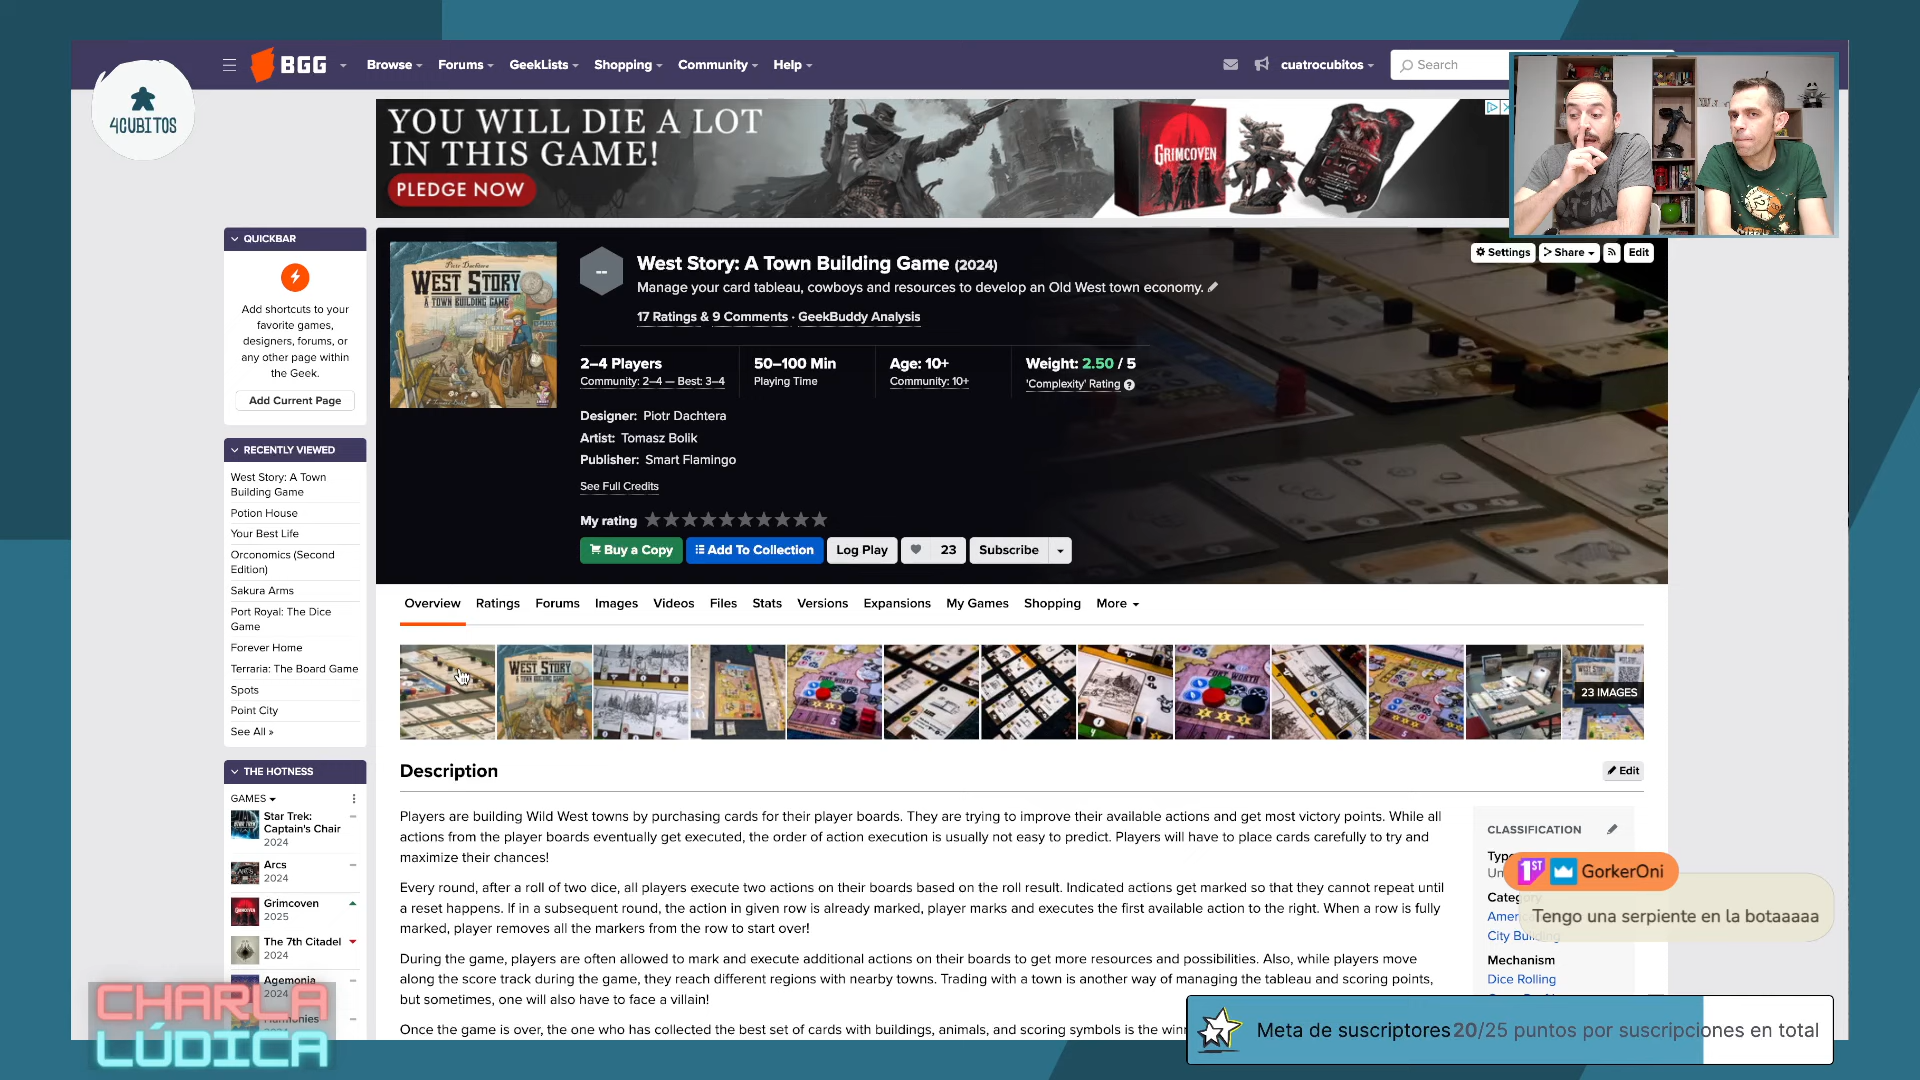 4CUBITOS
BGG
Browse
Forums
GeekLists
Shopping
Community
Help
cuatrocubitos
Search
YOU WILL DIE A LOT
IN THIS GAME!
PLEDGE NOW
GRIMCOVEN
QUICKBAR
Add shortcuts to your
favorite games,
designers, forums, or
any other page within
the Geek.
Add Current Page
RECENTLY VIEWED
West Story: A Town
Building Game
Potion House
Your Best Life
Orconomics (Second
Edition)
Sakura Arms
Port Royal: The Dice
Game
Forever Home
Terraria: The Board Game
Spots
Point City
See All »
THE HOTNESS
GAMES
Star Trek:
Captain's Chair
2024
Arcs
2024
Grimcoven
2025
The 7th Citadel
2024
Agemonia
2024
Harmonies
CHARLA
LÚDICA
Piotr Dachtera
WEST STORY
A TOWN BUILDING GAME
--
West Story: A Town Building Game (2024)
Manage your card tableau, cowboys and resources to develop an Old West town economy.
17 Ratings & 9 Comments · GeekBuddy Analysis
Settings
Share
Edit
2–4 Players
Community: 2–4 — Best: 3–4
50–100 Min
Playing Time
Age: 10+
Community: 10+
Weight: 2.50 / 5
'Complexity' Rating
Designer: Piotr Dachtera
Artist: Tomasz Bolik
Publisher: Smart Flamingo
See Full Credits
My rating
Buy a Copy
Add To Collection
Log Play
23
Subscribe
Overview
Ratings
Forums
Images
Videos
Files
Stats
Versions
Expansions
My Games
Shopping
More
WEST STORY
A TOWN BUILDING GAME
FORT WORTH
23 IMAGES
Description
Edit
Players are building Wild West towns by purchasing cards for their player boards. They are trying to improve their available actions and get most victory points. While all
actions from the player boards eventually get executed, the order of action execution is usually not easy to predict. Players will have to place cards carefully to try and
maximize their chances!
Every round, after a roll of two dice, all players execute two actions on their boards based on the roll result. Indicated actions get marked so that they cannot repeat until
a reset happens. If in a subsequent round, the action in given row is already marked, player marks and executes the first available action to the right. When a row is fully
marked, player removes all the markers from the row to start over!
During the game, players are often allowed to mark and execute additional actions on their boards to get more resources and possibilities. Also, while players move
along the score track during the game, they reach different regions with nearby towns. Trading with a town is another way of managing the tableau and scoring points,
but sometimes, one will also have to face a villain!
Once the game is over, the one who has collected the best set of cards with buildings, animals, and scoring symbols is the
CLASSIFICATION
City Building
Mechanism
Dice Rolling
1ST
GorkerOni
Tengo una serpiente en la botaaaaa
Meta de suscriptores 20/25 puntos por suscripciones en total